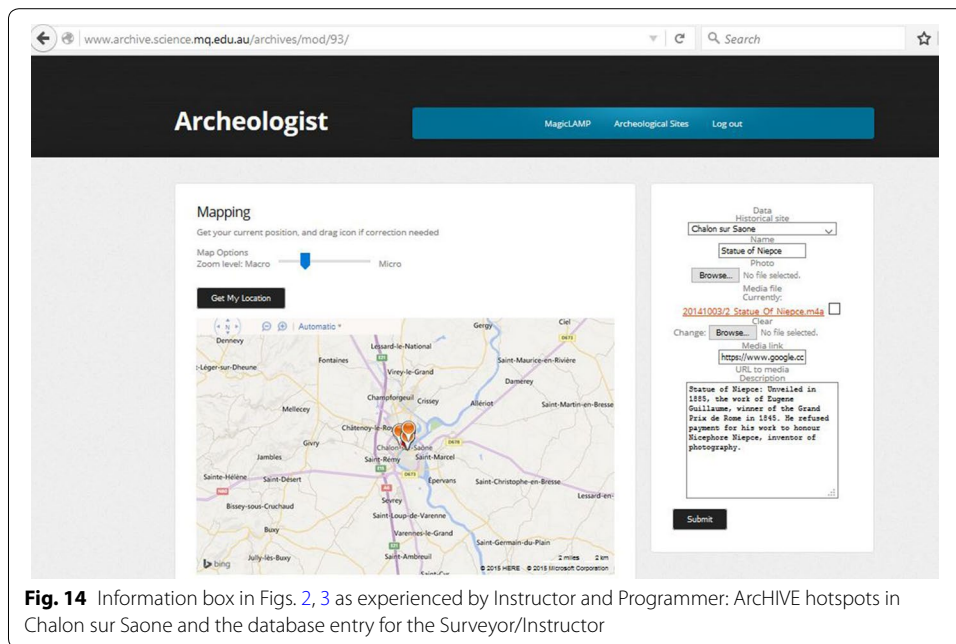 www.archive.science.mq.edu.au/archives/mod/93/
Search
Archeologist
MagicLAMP
Archeological Sites
Log out
Mapping
Get your current position, and drag icon if correction needed
Map Options
Zoom level: Macro
Micro
Get My Location
N
Automatic
Dennevy
-Léger-sur-Dheune
Fontaines
Lessard-le-National
Virey-le-Grand
Gergy
Ciel
Saint-Maurice-en-Rivière
Damerey
Champforgeuil
Crissey
Allériot
Saint-Martin-en-Bresse
Mellecey
Châtenoy-le-Roy
Givry
Chalon-
-Saône
D678
Jambles
Saint-Rémy
Saint-Marcel
D673
Sainte-Hélène
Saint-Désert
Épervans
Saint-Christophe-en-Bresse
Sevrey
Lessard-en-
Bissey-sous-Cruchaud
Saint-Loup-de-Varenne
Buxy
Varennes-le-Grand
Saint-Germain-du-Plain
Jully-lès-Buxy
Saint-Ambreuil
2 miles
2 km
bing
Saint-Cyr
© 2015 HERE
© 2015 Microsoft Corporation
Data
Historical site
Chalon sur Saone
Name
Statue of Niepce
Photo
Browse... No file selected.
Media file
Currently:
20141003/2_Statue_Of_Niepce.m4a
Clear
Change: Browse... No file selected.
Media link
https://www.google.cc
URL to media
Description
Statue of Niepce: Unveiled in
1885, the work of Eugene
Guillaume, winner of the Grand
Prix de Rome in 1845. He refused
payment for his work to honour
Nicephore Niepce, inventor of
photography.
Submit
Fig. 14 Information box in Figs. 2, 3 as experienced by Instructor and Programmer: ArcHIVE hotspots in
Chalon sur Saone and the database entry for the Surveyor/Instructor